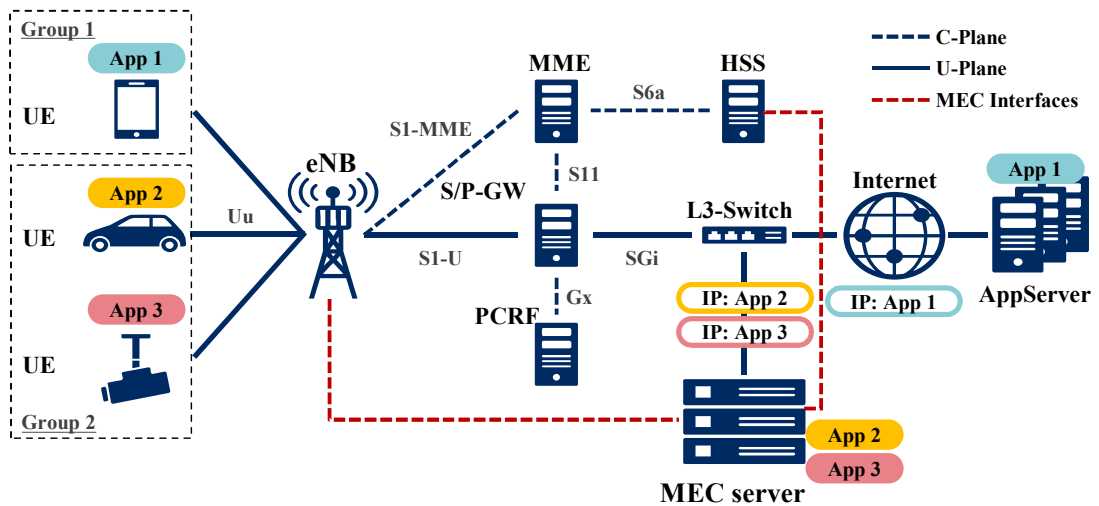 Group 1
App 1
UE
App 2
UE
App 3
UE
Group 2
Uu
eNB
S1-MME
S1-U
MME
S6a
HSS
S11
S/P-GW
SGi
Gx
PCRF
L3-Switch
IP: App 2
IP: App 3
MEC server
App 2
App 3
C-Plane
U-Plane
MEC Interfaces
Internet
IP: App 1
App 1
AppServer